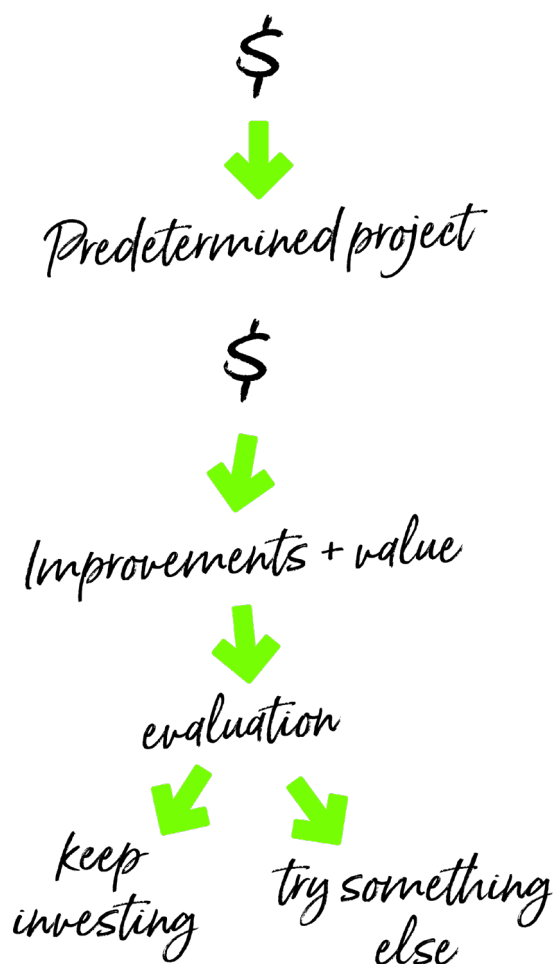 $
Predetermined project
$
Improvements + value
evaluation
keep
investing
try something
else